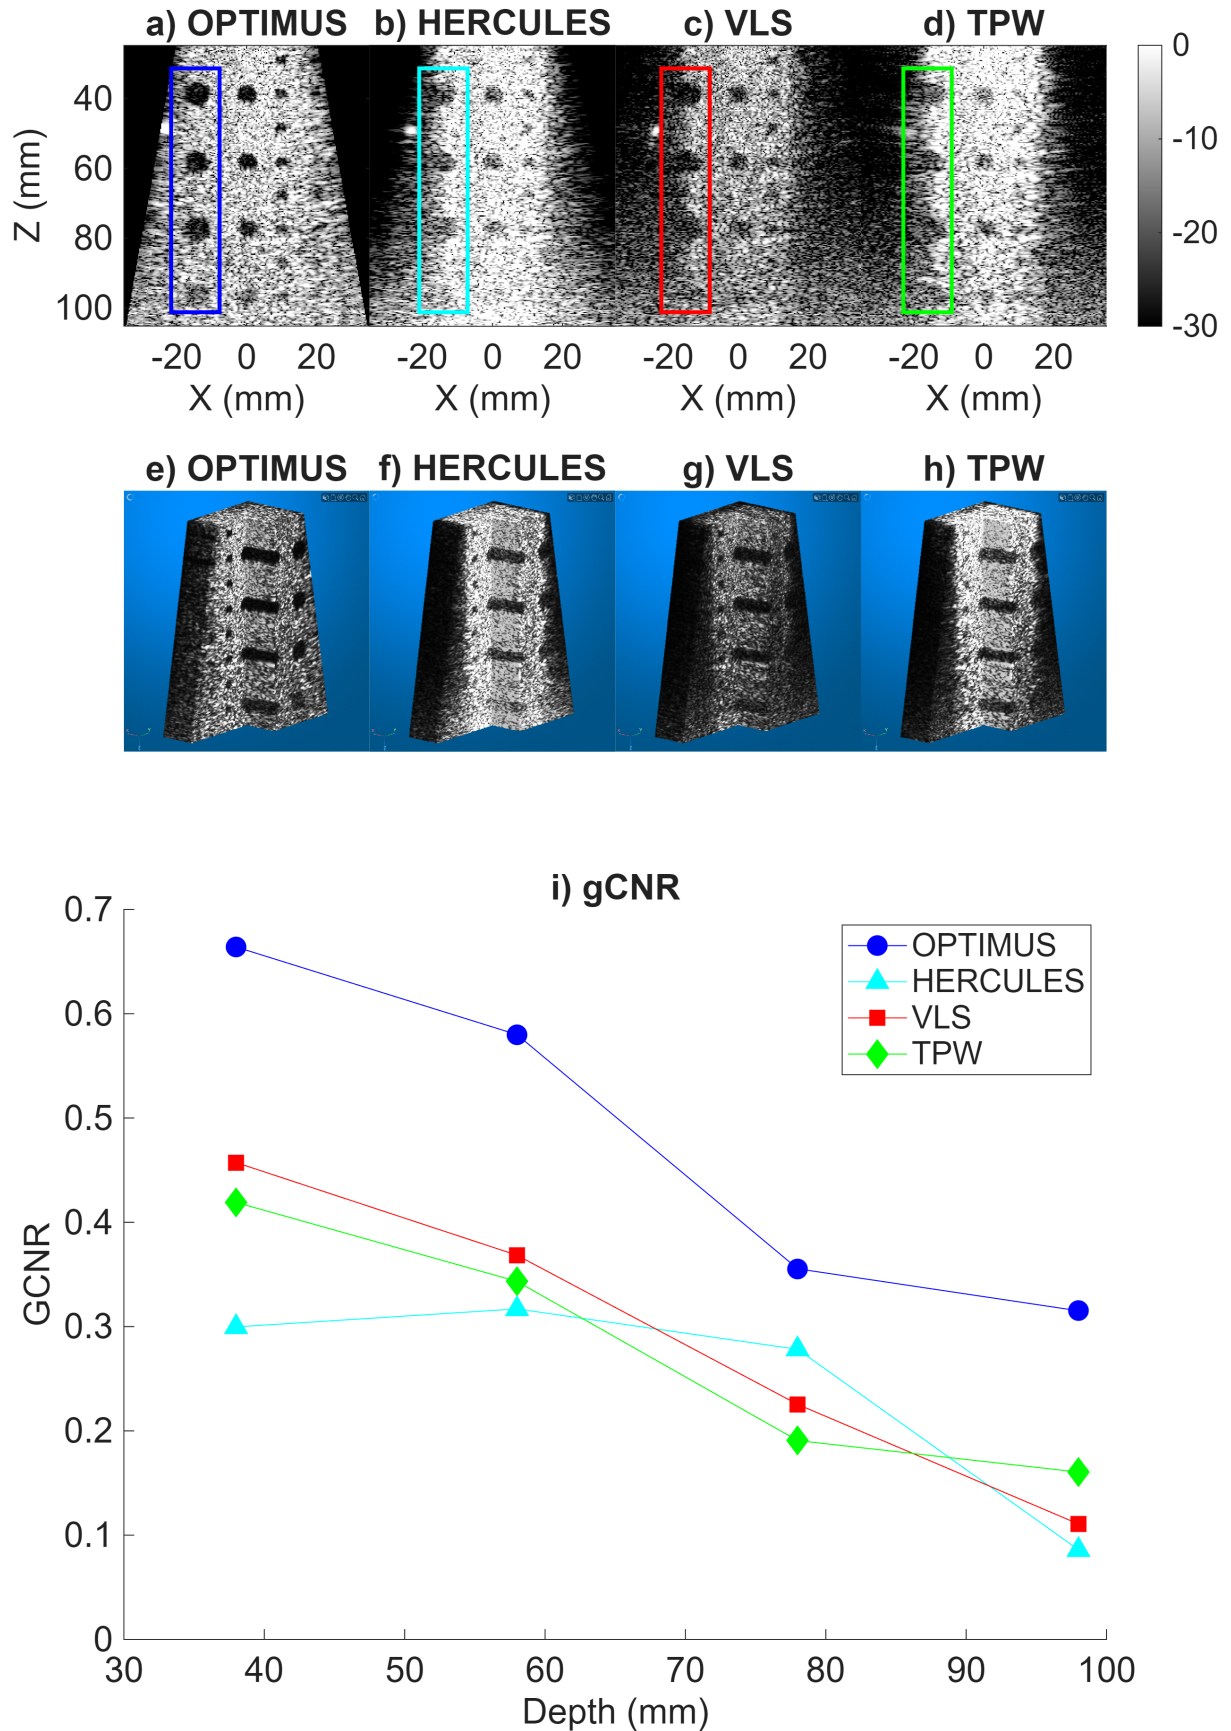 a) OPTIMUS b) HERCULES c) VLS d) TPW
0
-10
-20
-30
Z (mm)
40
60
80
100
-20 0 20 -20 0 20 -20 0 20 -20 0 20
X (mm) X (mm) X (mm) X (mm)
e) OPTIMUS f) HERCULES g) VLS h) TPW
i) gCNR
OPTIMUS
HERCULES
VLS
TPW
GCNR
0.7
0.6
0.5
0.4
0.3
0.2
0.1
0
30 40 50 60 70 80 90 100
Depth (mm)